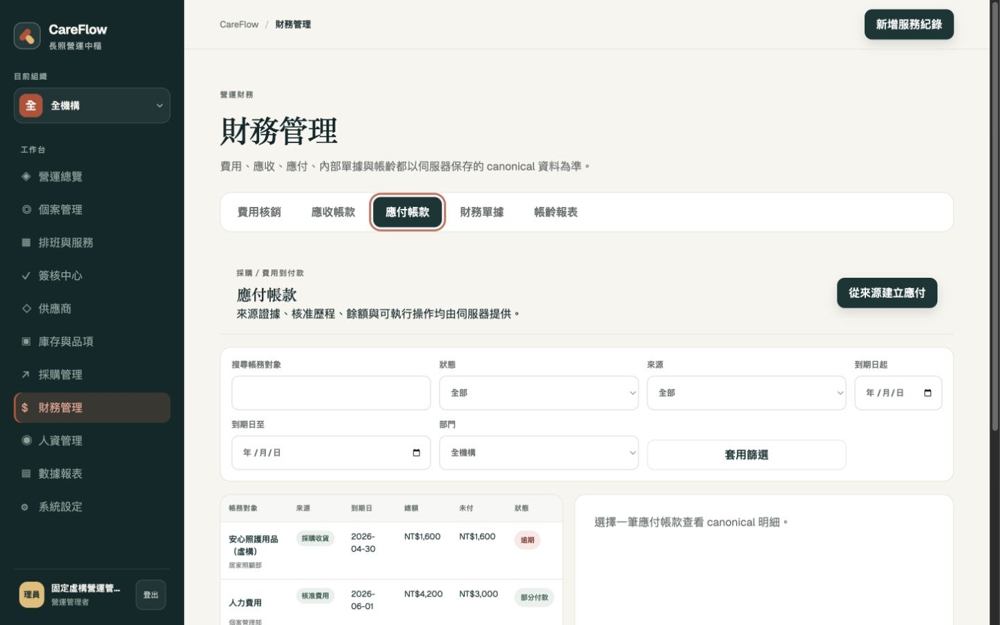 CareFlow
長照營運中樞
目前組織
全 全機構
工作台
營運總覽
個案管理
排班與服務
簽核中心
供應商
庫存與品項
採購管理
$ 財務管理
人資管理
數據報表
系統設定
理員 固定虛構營運管...
營運管理者
登出
CareFlow / 財務管理
新增服務紀錄
營運財務
財務管理
費用、應收、應付、內部單據與帳齡都以伺服器保存的 canonical 資料為準。
費用核銷 應收帳款 應付帳款 財務單據 帳齡報表
採購 / 費用到付款
應付帳款
來源證據、核准歷程、餘額與可執行操作均由伺服器提供。
從來源建立應付
搜尋帳務對象 狀態 來源 到期日起
全部 全部 年 /月/日
到期日至 部門
年 /月/日 全機構 套用篩選
帳務對象 來源 到期日 總額 未付 狀態
安心照護用品（虛構） 採購收貨 2026-04-30 NT$1,600 NT$1,600 逾期
居家照顧部
人力費用 核准費用 2026-06-01 NT$4,200 NT$3,000 部分付款
個案管理部
選擇一筆應付帳款查看 canonical 明細。